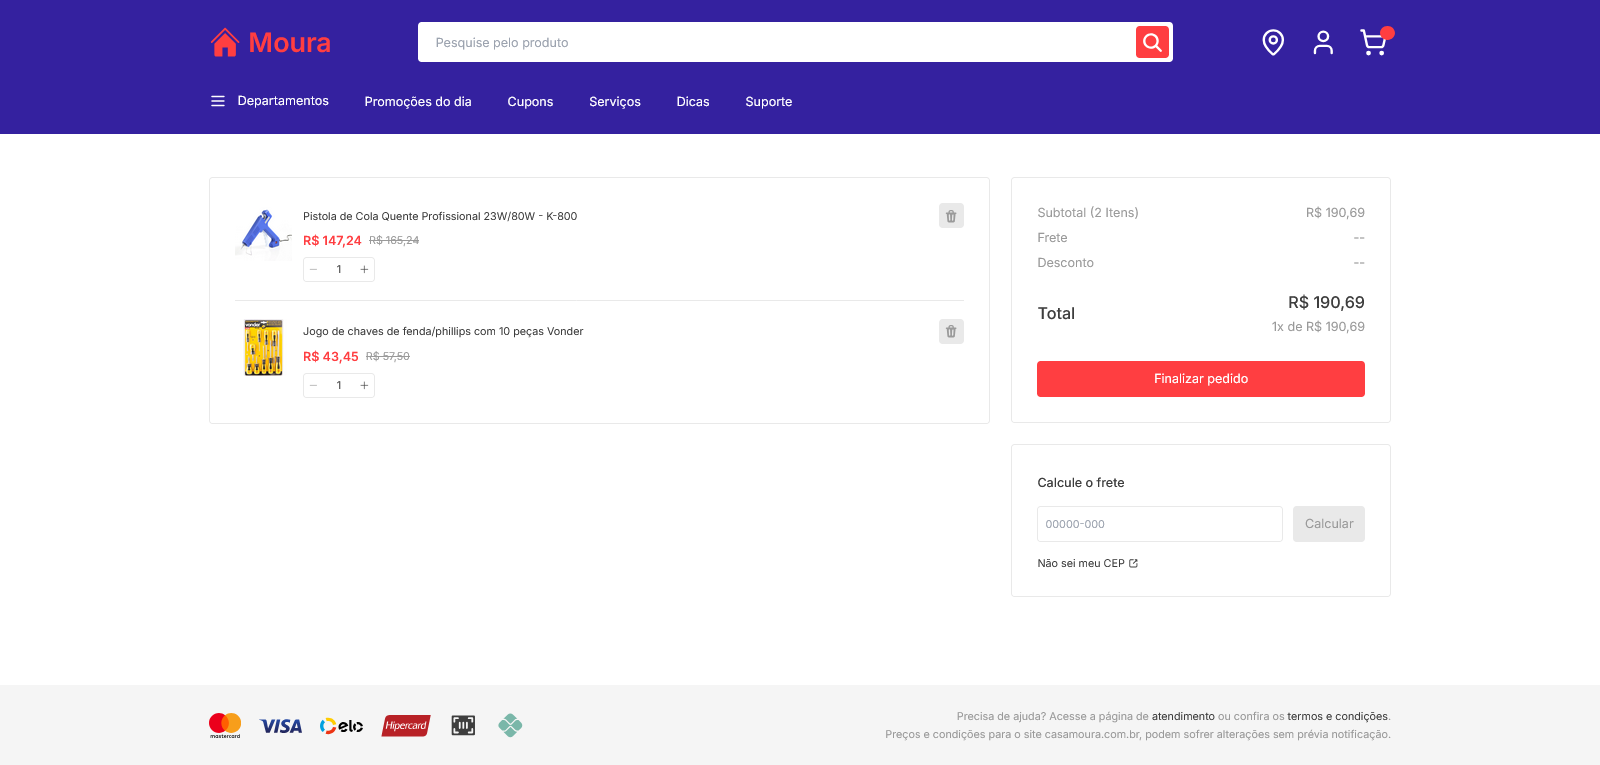 Moura
Pesquise pelo produto
Departamentos Promoções do dia Cupons Serviços Dicas Suporte
Pistola de Cola Quente Profissional 23W/80W - K-800
R$ 147,24 R$ 165,24
1
Jogo de chaves de fenda/phillips com 10 peças Vonder
R$ 43,45 R$ 57,50
1
Subtotal (2 Itens) R$ 190,69
Frete --
Desconto --
Total R$ 190,69
1x de R$ 190,69
Finalizar pedido
Calcule o frete
00000-000 Calcular
Não sei meu CEP
mastercard VISA elo Hipercard
Precisa de ajuda? Acesse a página de atendimento ou confira os termos e condições.
Preços e condições para o site casamoura.com.br, podem sofrer alterações sem prévia notificação.